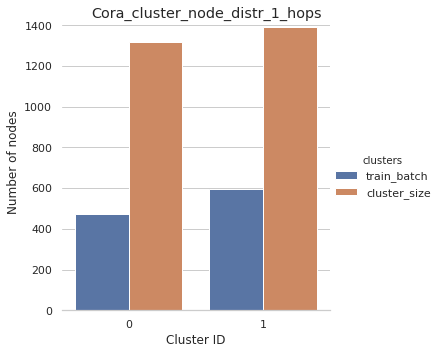 Cora_cluster_node_distr_1_hops
1400
1200
1000
800
600
400
200
0
Number of nodes
0
1
Cluster ID
clusters
train_batch
cluster_size